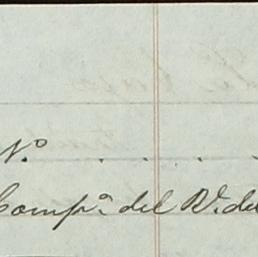 Nº . . . .
Compª del R. del